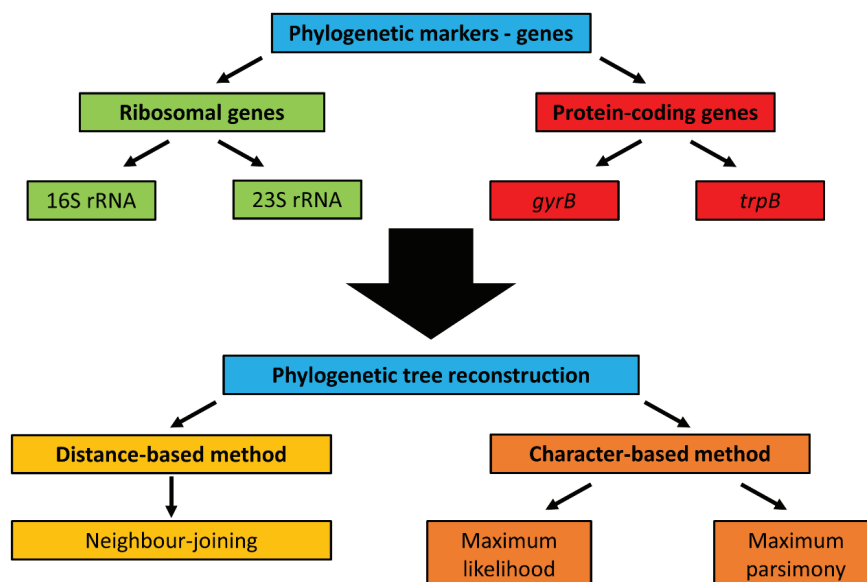 Phylogenetic markers - genes
Ribosomal genes
Protein-coding genes
16S rRNA
23S rRNA
gyrB
trpB
Phylogenetic tree reconstruction
Distance-based method
Character-based method
Neighbour-joining
Maximum
likelihood
Maximum
parsimony